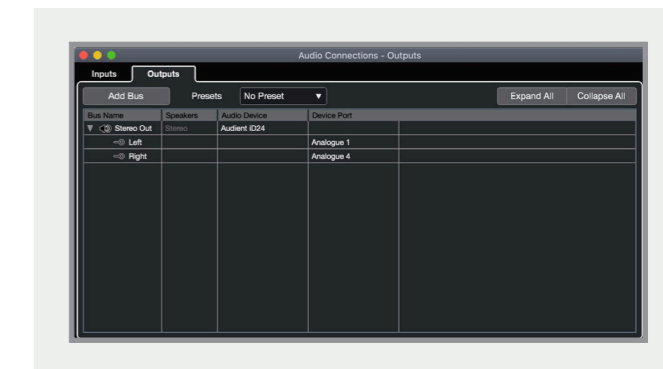 Audio Connections - Outputs
Inputs Outputs
Add Bus Presets No Preset Expand All Collapse All
Bus Name Speakers Audio Device Device Port
Stereo Out Stereo Audient iD24
Left Analogue 1
Right Analogue 4